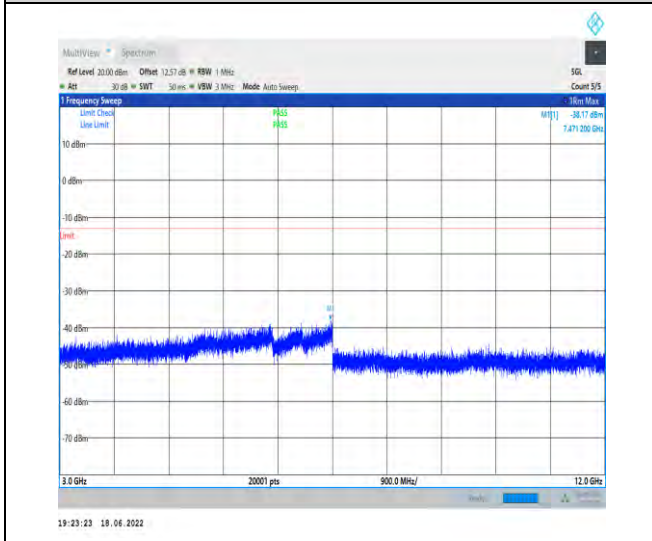 MultiView Spectrum
Ref Level 20.00 dBm Offset 12.57 dB RBW 1 MHz SGL
Att 30 dB SWT 50 ms VBW 3 MHz Mode Auto Sweep Count 5/5
1 Frequency Sweep 1Rm Max
Limit Check PASS M1[1] -38.17 dBm
Line Limit PASS 7.471 200 GHz
10 dBm
0 dBm
-10 dBm
Limit
-20 dBm
-30 dBm
M1
-40 dBm
-50 dBm
-60 dBm
-70 dBm
3.0 GHz 20001 pts 900.0 MHz/ 12.0 GHz
19:23:23 18.06.2022